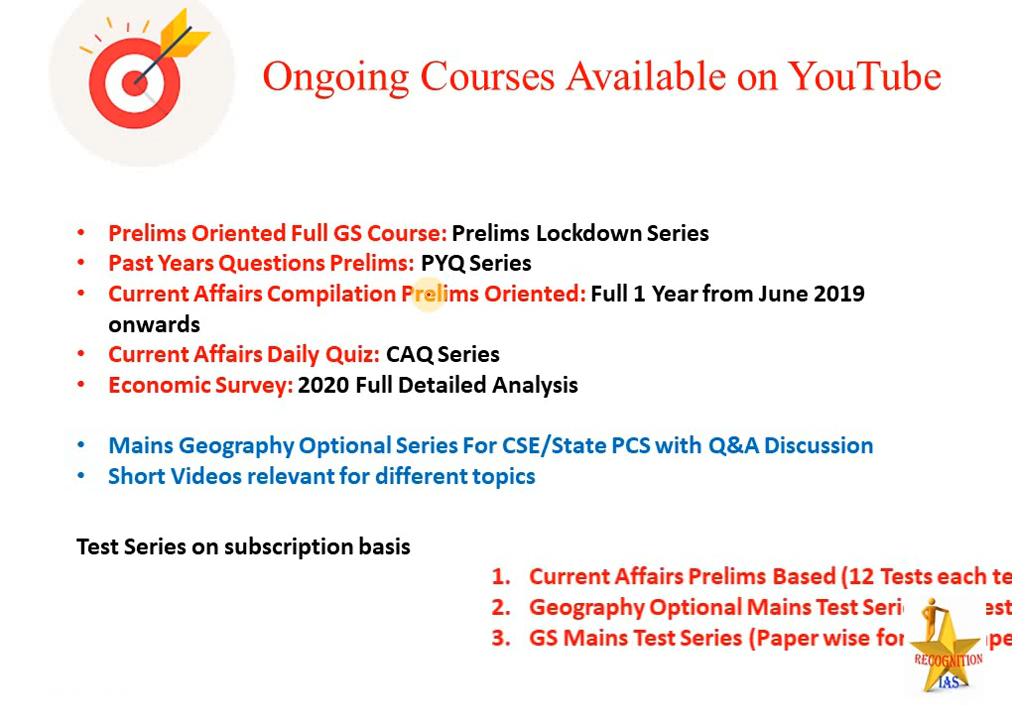 Ongoing Courses Available on YouTube
• Prelims Oriented Full GS Course: Prelims Lockdown Series
• Past Years Questions Prelims: PYQ Series
• Current Affairs Compilation Prelims Oriented: Full 1 Year from June 2019
onwards
• Current Affairs Daily Quiz: CAQ Series
• Economic Survey: 2020 Full Detailed Analysis
• Mains Geography Optional Series For CSE/State PCS with Q&A Discussion
• Short Videos relevant for different topics
Test Series on subscription basis
1. Current Affairs Prelims Based (12 Tests each
2. Geography Optional Mains Test
3. GS Mains Test Series (Paper wise for
RECOGNITION
IAS